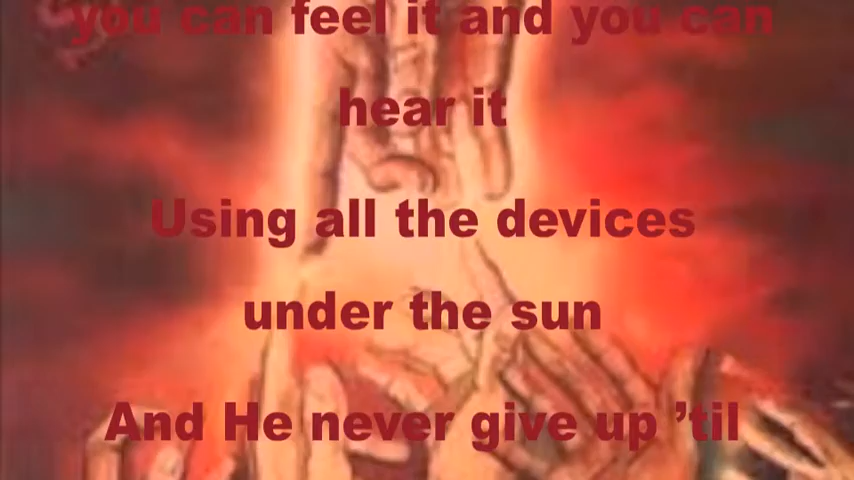 you can feel it and you can
hear it
Using all the devices
under the sun
And He never give up ’til